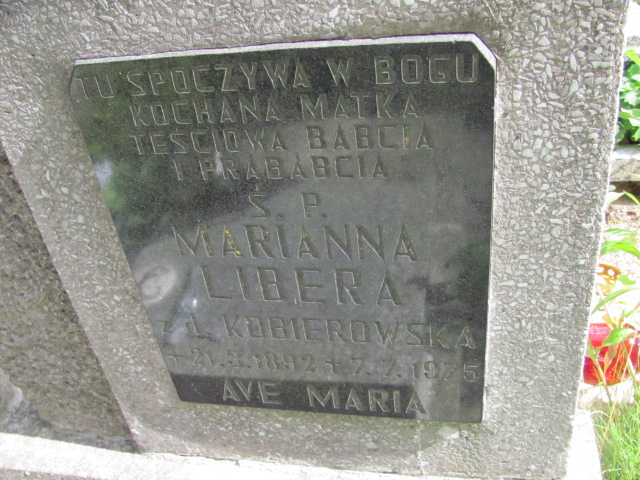 TU SPOCZYWA W BOGU
KOCHANA MATKA
TEŚCIOWA BABCIA
I PRABABCIA
Ś. P.
MARIANNA
LIBERA
Z d. KOBIEROWSKA
21.3.1892 + 7.7.1975
AVE MARIA